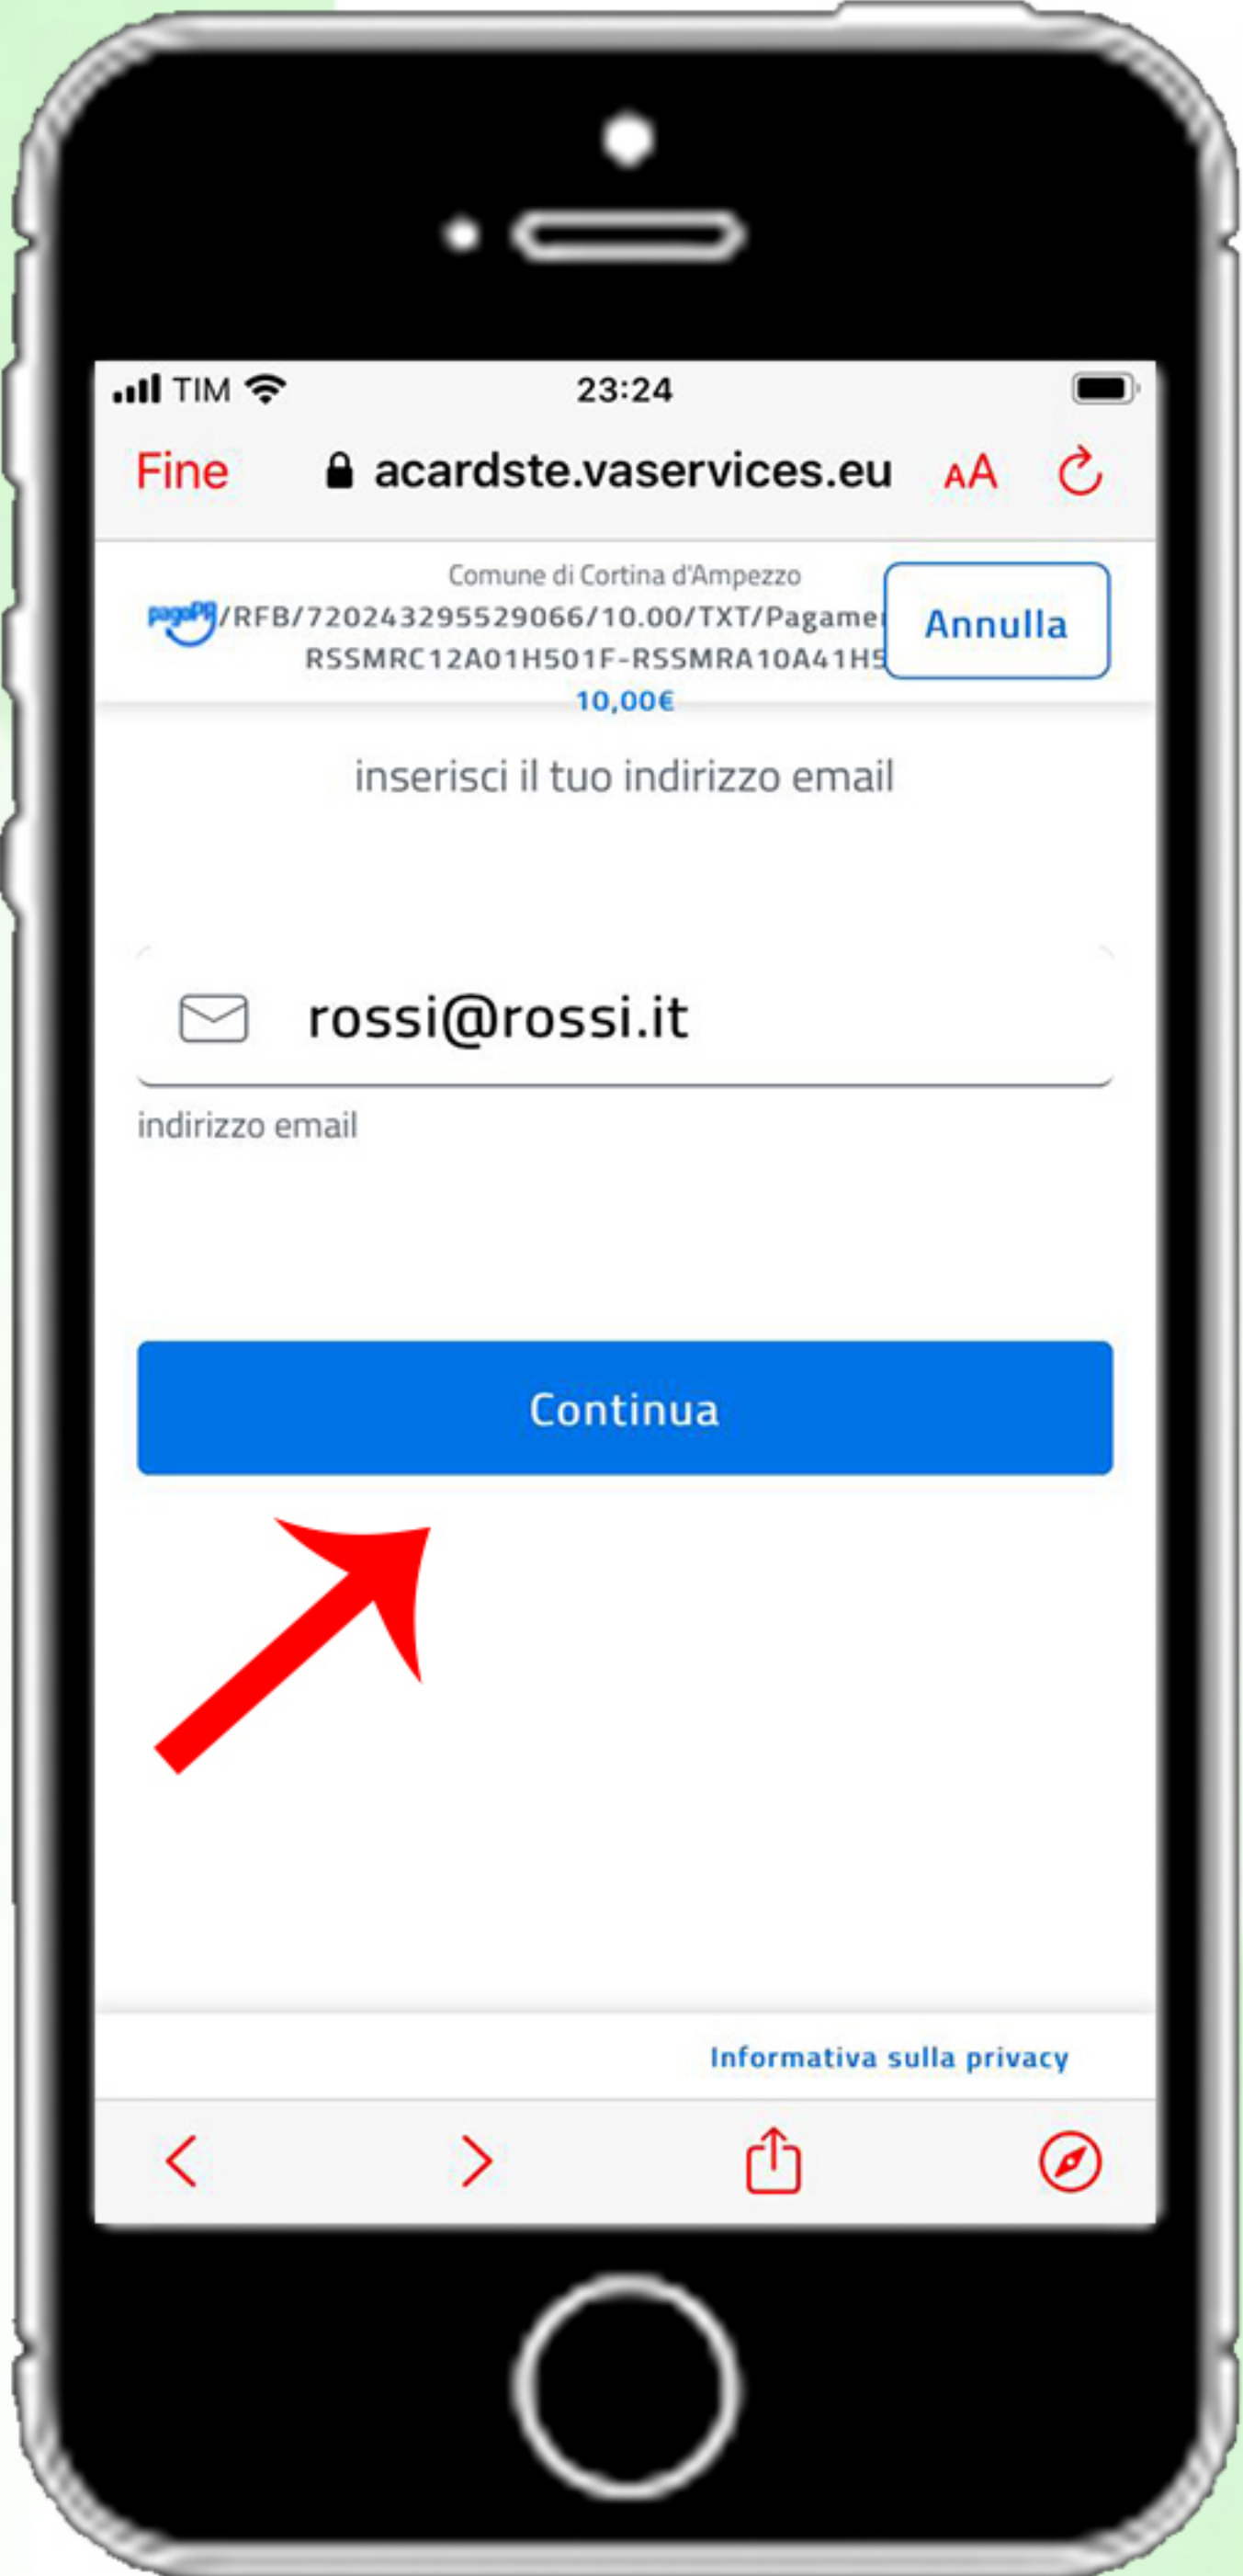 TIM 23:24
Fine acardste.vaservices.eu AA
Comune di Cortina d'Ampezzo
pagoPA /RFB/720243295529066/10.00/TXT/Pagame
Annulla
RSSMRC12A01H501F-RSSMRA10A41H5
10,00€
inserisci il tuo indirizzo email
rossi@rossi.it
indirizzo email
Continua
Informativa sulla privacy